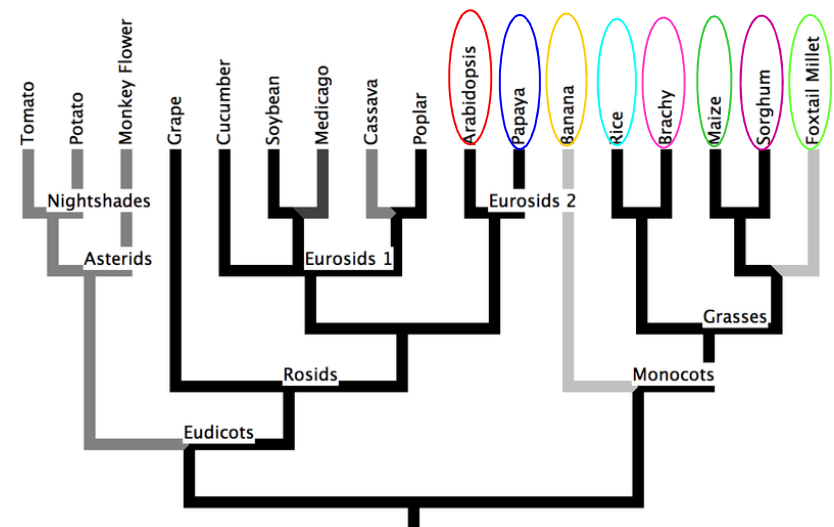 Tomato
Potato
Monkey Flower
Grape
Cucumber
Soybean
Medicago
Cassava
Poplar
Arabidopsis
Papaya
Banana
Rice
Brachy
Maize
Sorghum
Foxtail Millet
Nightshades
Eurosids 2
Asterids
Eurosids 1
Grasses
Rosids
Monocots
Eudicots